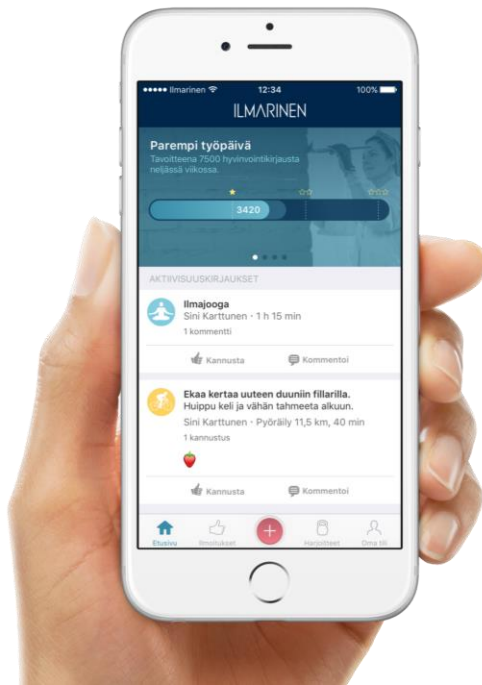 Ilmarinen
12:34
100%
ILMARINEN
Parempi työpäivä
Tavoitteena 7500 hyvinvointikirjausta
neljässä viikossa.
3420
AKTIIVISUUSKIRJAUKSET
Ilmajooga
Sini Karttunen - 1 h 15 min
1 kommentti
Kannusta
Kommentoi
Ekaa kertaa uuteen duuniin fillarilla.
Huippu keli ja vähän tahmeeta alkuun.
Sini Karttunen - Pyöräily 11,5 km, 40 min
1 kannustus
Kannusta
Kommentoi
Etusivu
Ilmoitukset
Harjoitteet
Oma tili